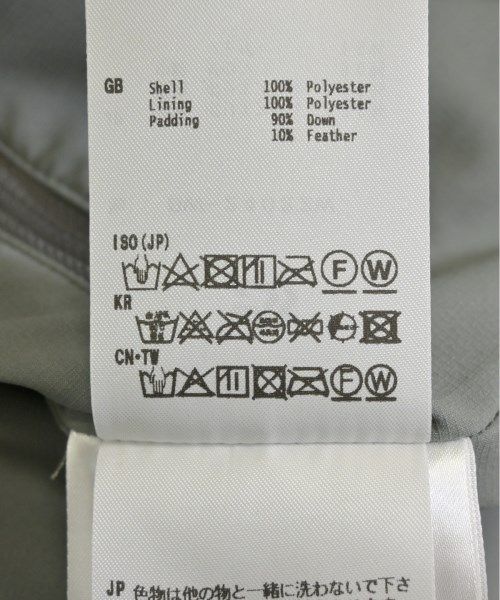 GB Shell 100% Polyester
Lining 100% Polyester
Padding 90% Down
10% Feather
ISO(JP)
F W
KR
CN・TW
F W
JP 色物は他の物と一緒に洗わないで下さ